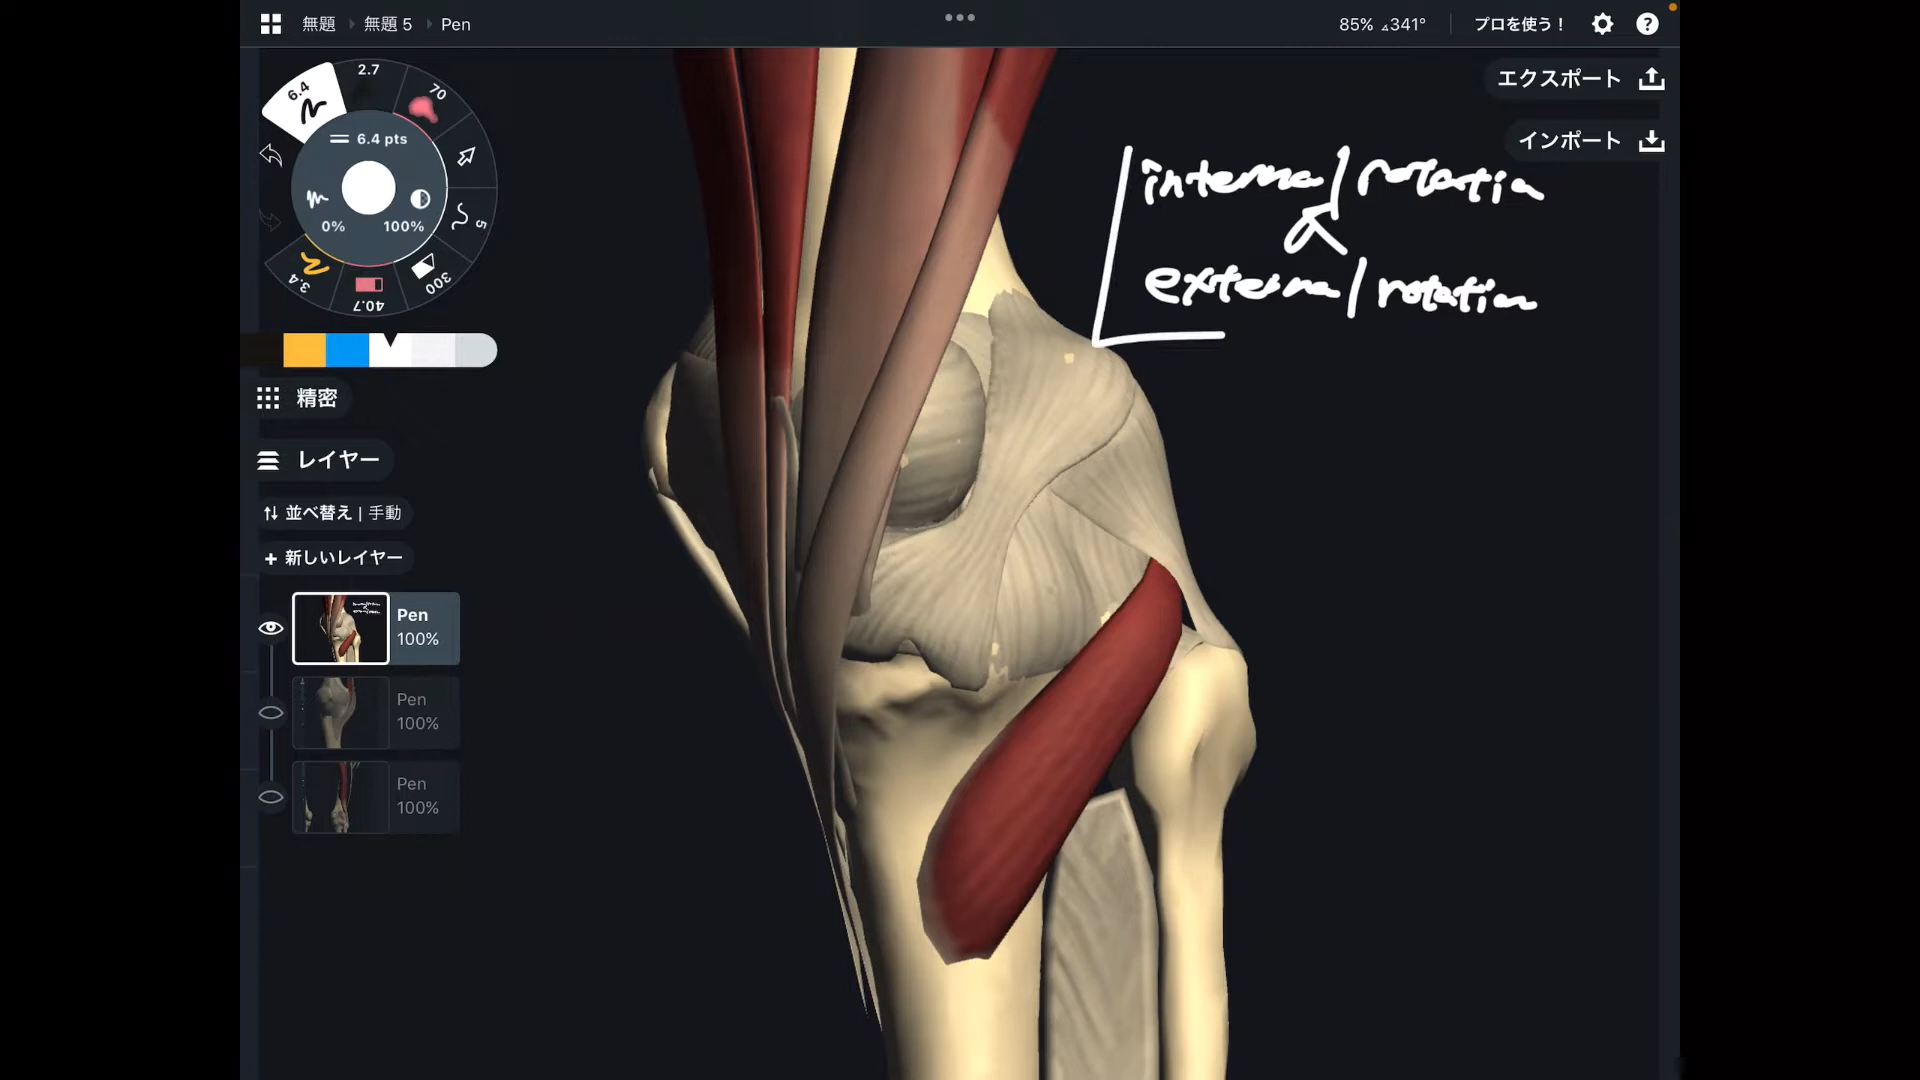 無題 無題 5 Pen
85% ⊿341° プロを使う！ ?
エクスポート
インポート
2.7
6.4
70
6.4 pts
0% 100%
5
3.4
40.7
300
精密
レイヤー
並べ替え | 手動
+ 新しいレイヤー
Pen
100%
Pen
100%
Pen
100%
internal rotation
external rotation